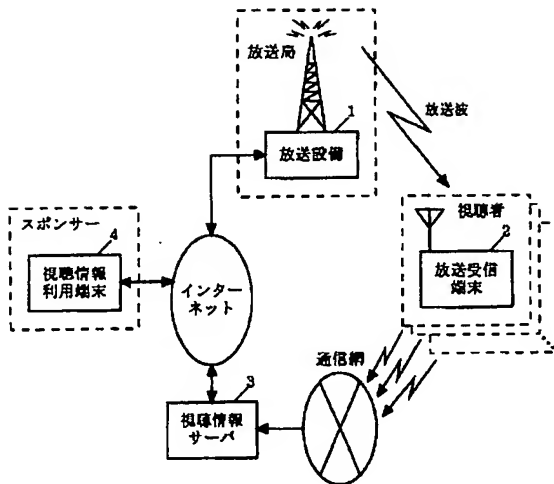 放送局
1
放送設備
放送波
スポンサー
4
視聴情報
利用端末
インター
ネット
視聴者
2
放送受信
端末
通信網
3
視聴情報
サーバ